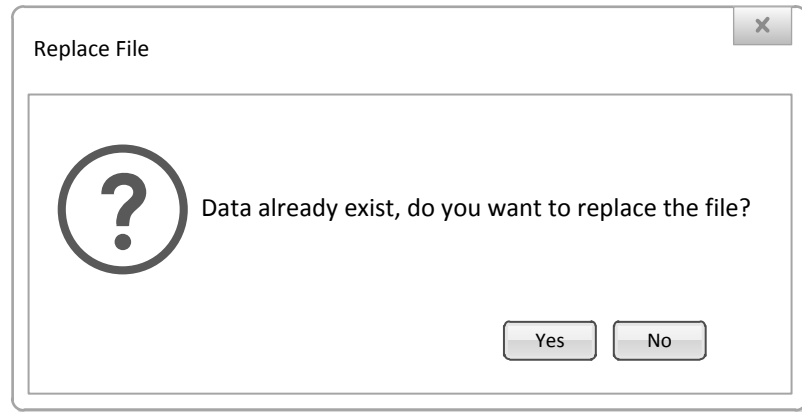 Replace File
Data already exist, do you want to replace the file?
Yes
No